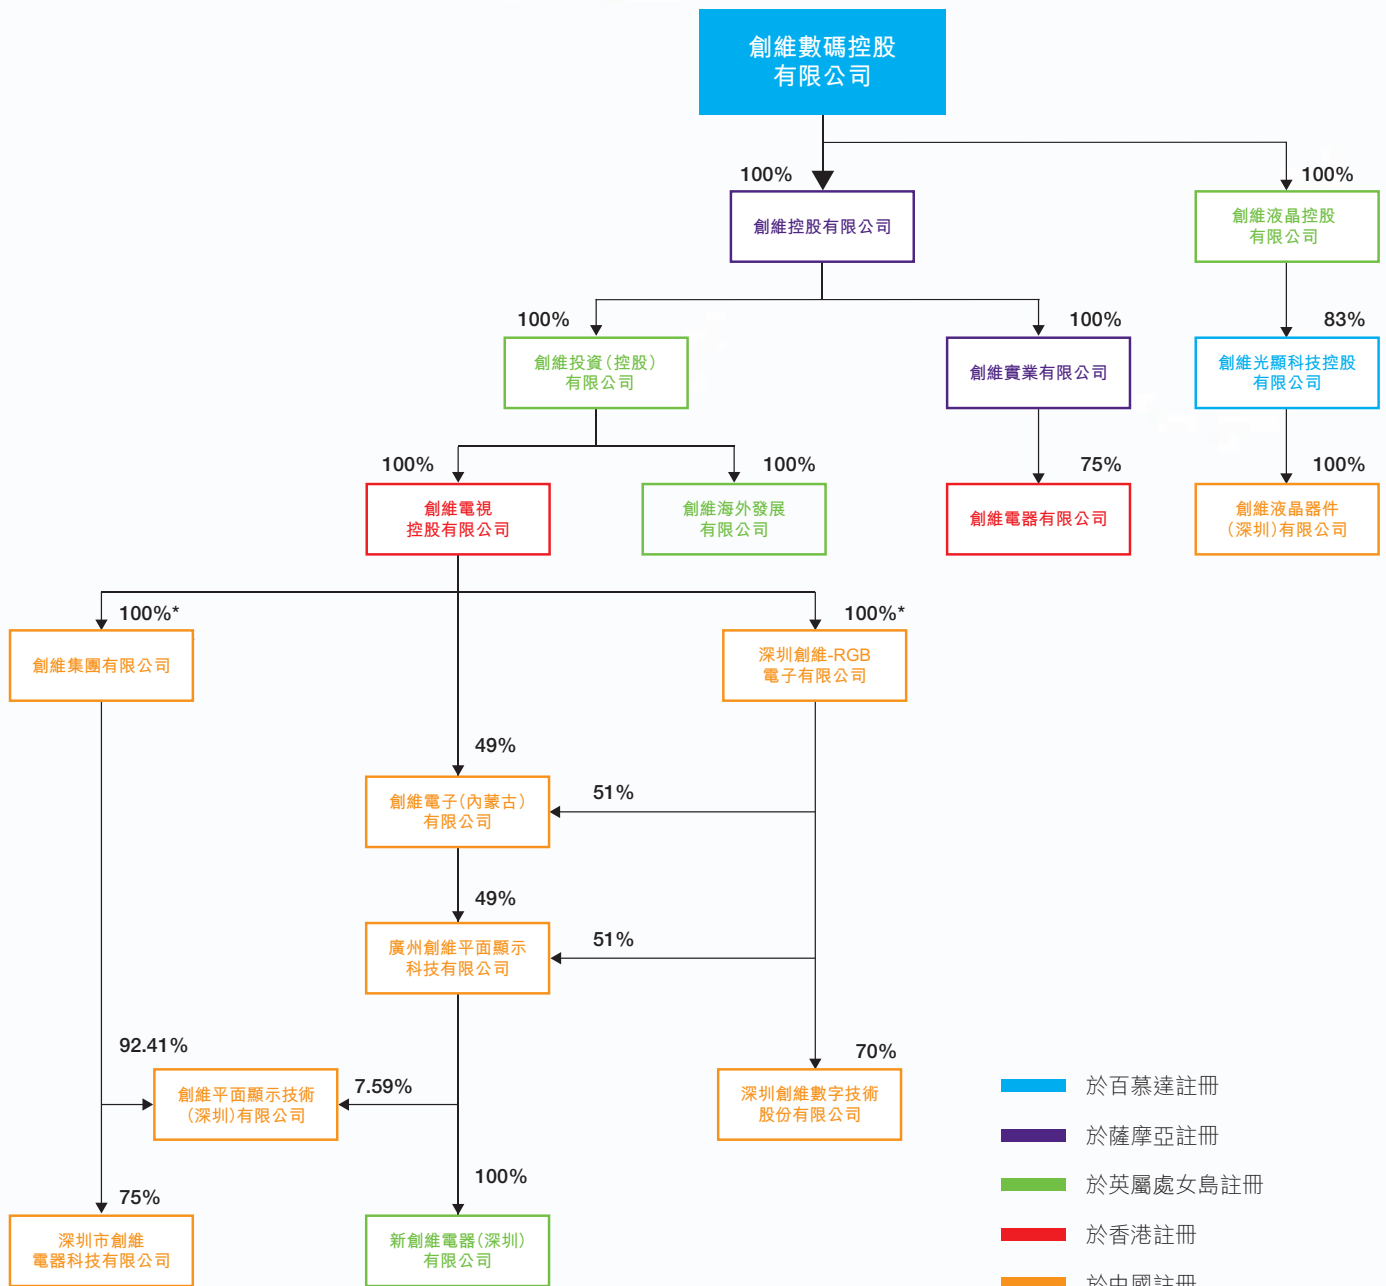 創維數碼控股
有限公司
100%
100%
創維控股有限公司
創維液晶控股
有限公司
100%
100%
83%
創維投資(控股)
有限公司
創維實業有限公司
創維光顯科技控股
有限公司
100%
100%
75%
100%
創維電視
控股有限公司
創維海外發展
有限公司
創維電器有限公司
創維液晶器件
(深圳)有限公司
100%*
100%*
創維集團有限公司
深圳創維-RGB
電子有限公司
49%
51%
創維電子(內蒙古)
有限公司
49%
51%
廣州創維平面顯示
科技有限公司
92.41%
7.59%
70%
創維平面顯示技術
(深圳)有限公司
深圳創維數字技術
股份有限公司
75%
100%
深圳市創維
電器科技有限公司
新創維電器(深圳)
有限公司
於百慕達註冊
於薩摩亞註冊
於英屬處女島註冊
於香港註冊
於中國註冊